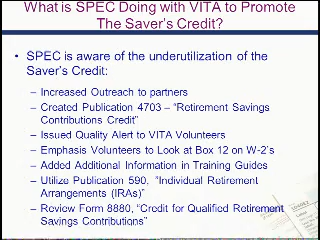 What is SPEC Doing with VITA to Promote
The Saver's Credit?
• SPEC is aware of the underutilization of the
Saver's Credit:
– Increased Outreach to partners
– Created Publication 4703 – "Retirement Savings
Contributions Credit"
– Issued Quality Alert to VITA Volunteers
– Emphasis Volunteers to Look at Box 12 on W-2's
– Added Additional Information in Training Guides
– Utilize Publication 590, "Individual Retirement
Arrangements (IRAs)"
– Review Form 8880, "Credit for Qualified Retirement
Savings Contributions"